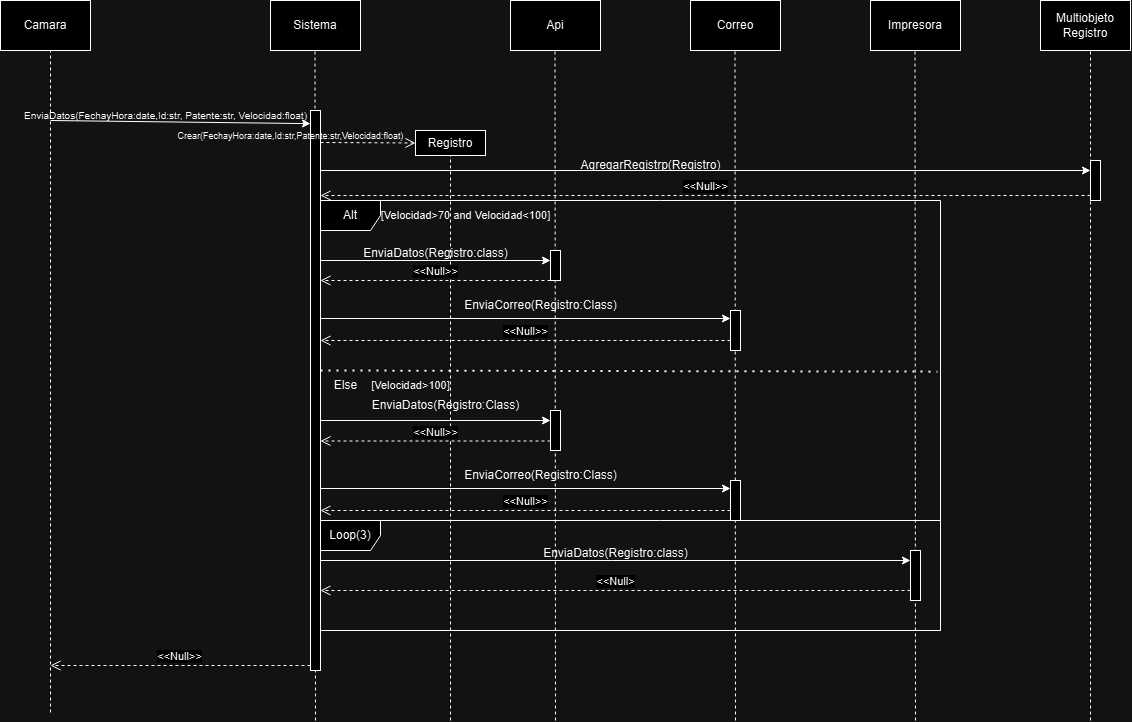 Camara
Sistema
Api
Correo
Impresora
Multiobjeto
Registro
EnviaDatos(FechayHora:date,Id:str, Patente:str, Velocidad:float)
Crear(FechayHora:date,Id:str,Patente:str,Velocidad:float)
Registro
AgregarRegistrp(Registro)
<<Null>>
Alt
[Velocidad>70 and Velocidad<100]
EnviaDatos(Registro:class)
<<Null>>
EnviaCorreo(Registro:Class)
<<Null>>
Else
[Velocidad>100]
EnviaDatos(Registro:Class)
<<Null>>
EnviaCorreo(Registro:Class)
<<Null>>
Loop(3)
EnviaDatos(Registro:class)
<<Null>
<<Null>>